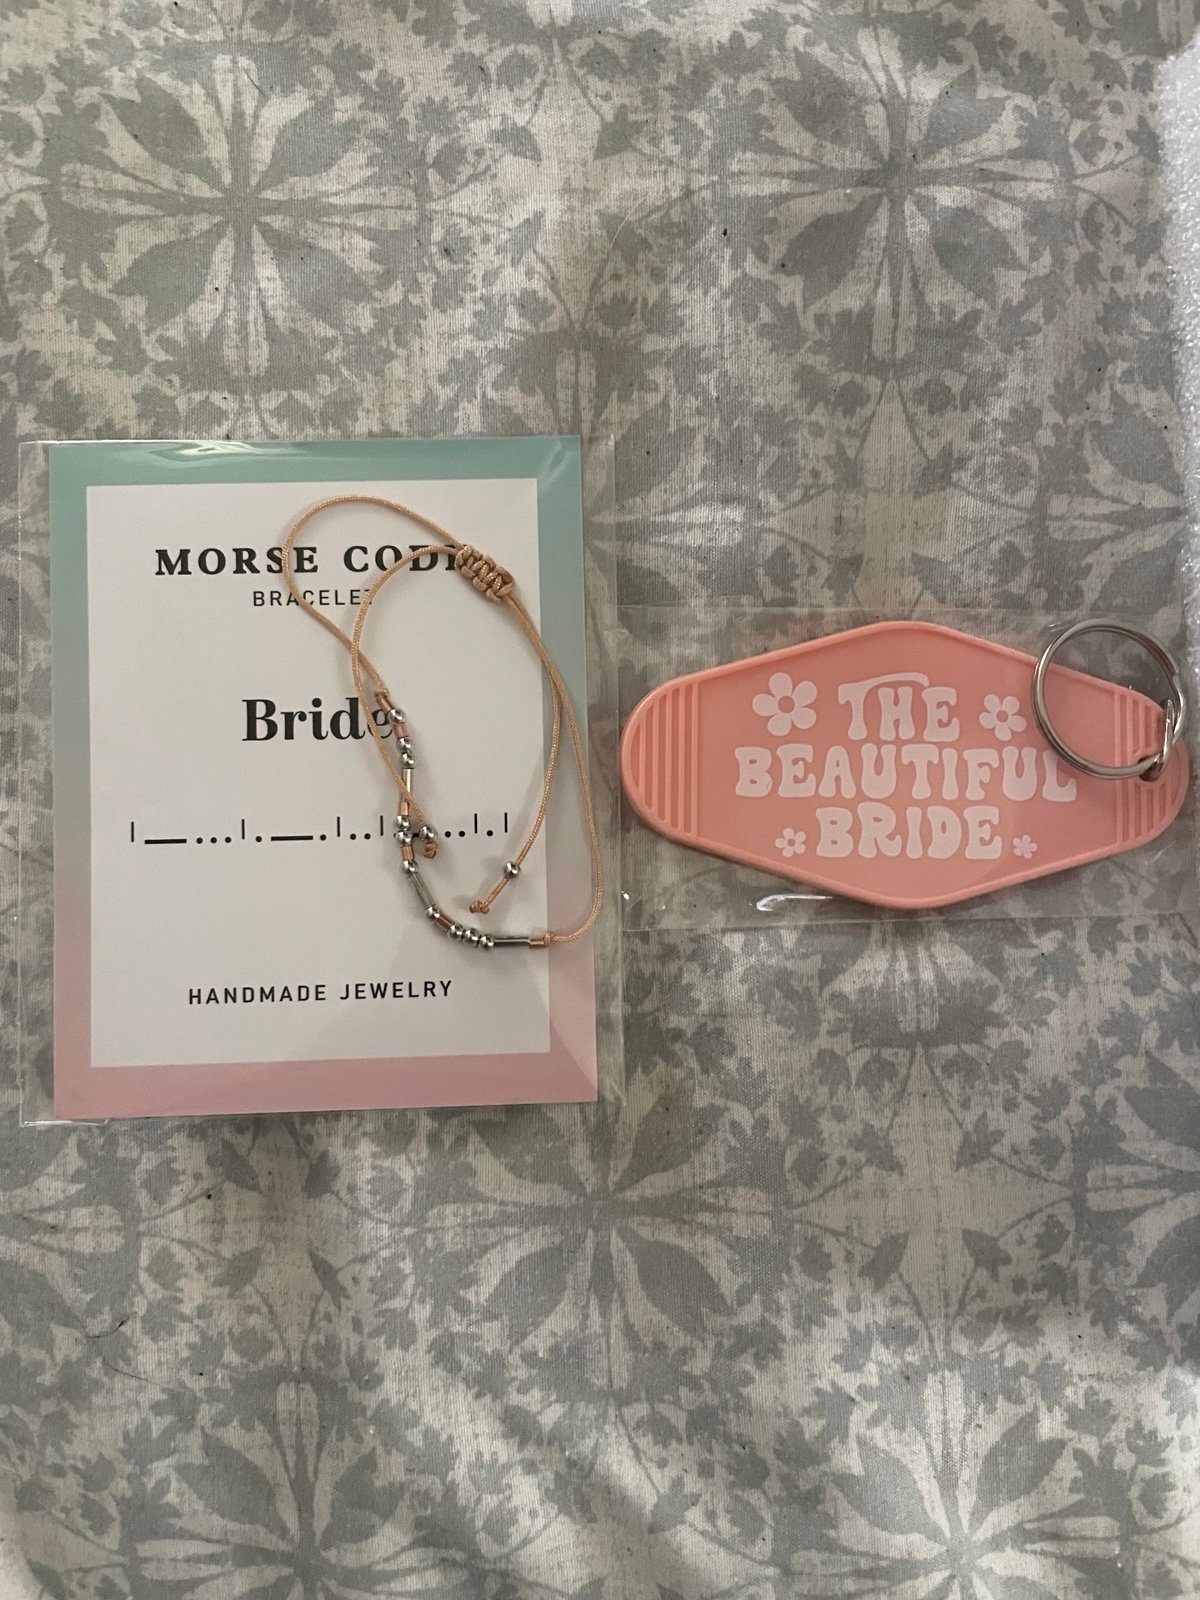 MORSE CODE
BRACELET
Bride
HANDMADE JEWELRY
THE
BEAUTIFUL
BRIDE